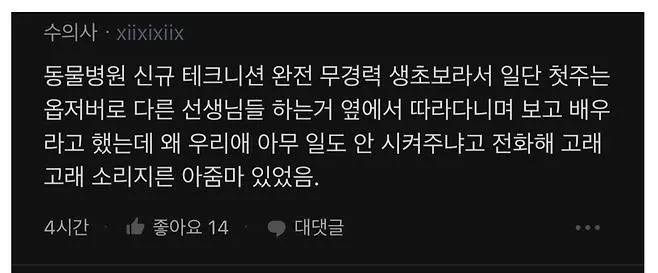 수의사 · xiixixiix
동물병원 신규 테크니션 완전 무경력 생초보라서 일단 첫주는
옵저버로 다른 선생님들 하는거 옆에서 따라다니며 보고 배우
라고 했는데 왜 우리애 아무 일도 안 시켜주냐고 전화해 고래
고래 소리지른 아줌마 있었음.
4시간 · 좋아요 14 · 대댓글